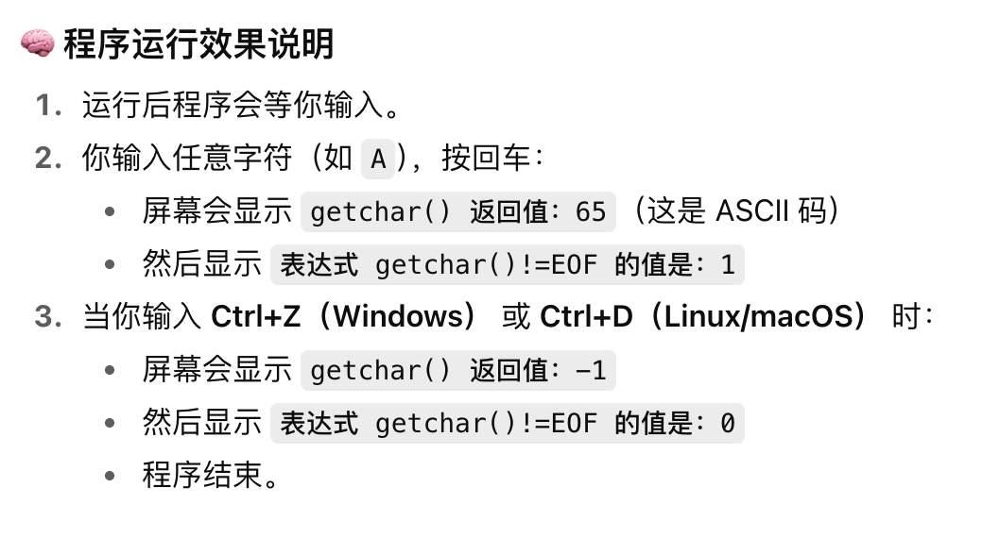 🧠 程序运行效果说明
1. 运行后程序会等你输入。
2. 你输入任意字符（如 A），按回车：
• 屏幕会显示 getchar() 返回值: 65（这是 ASCII 码）
• 然后显示 表达式 getchar()!=EOF 的值是: 1
3. 当你输入 Ctrl+Z（Windows） 或 Ctrl+D（Linux/macOS） 时：
• 屏幕会显示 getchar() 返回值: -1
• 然后显示 表达式 getchar()!=EOF 的值是: 0
• 程序结束。